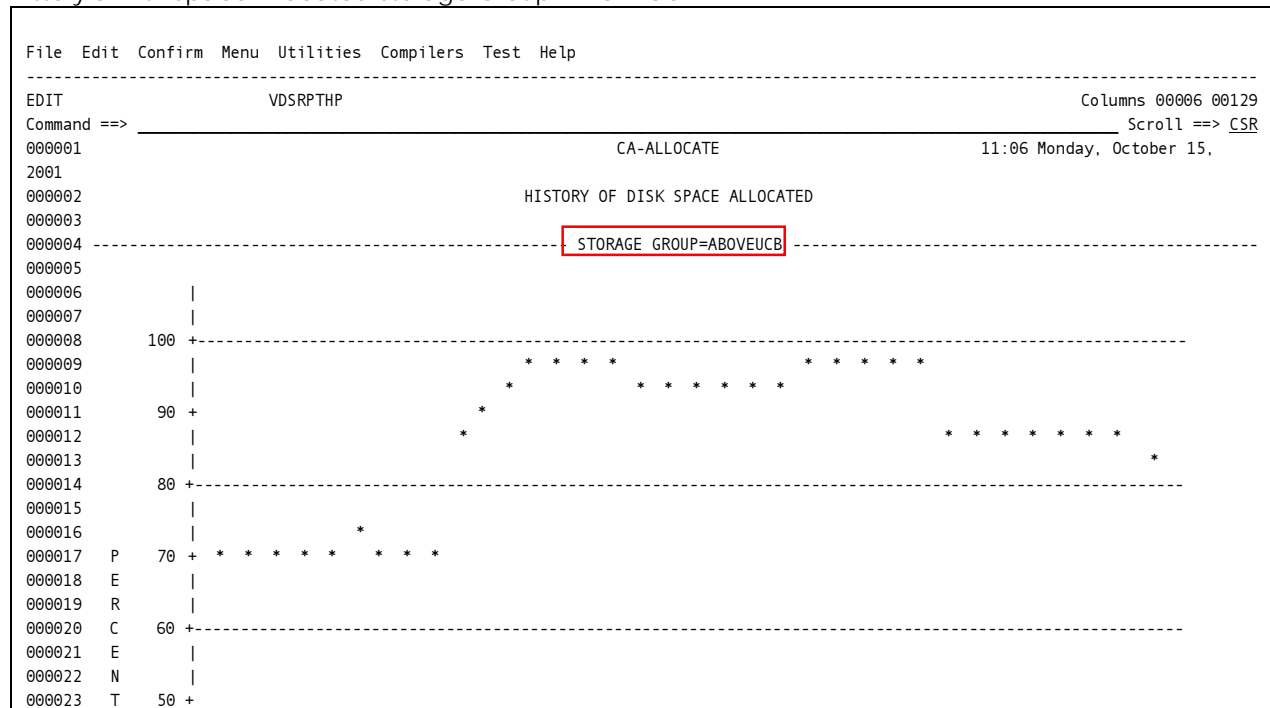 File Edit Confirm Menu Utilities Compilers Test Help
--------------------------------------------------------------------------------------------------------------------------------
EDIT VDSRPTHP Columns 00006 00129
Command ==> Scroll ==> CSR
000001 CA-ALLOCATE 11:06 Monday, October 15,
2001
000002 HISTORY OF DISK SPACE ALLOCATED
000003
000004 -------------------------------------------------- STORAGE GROUP=ABOVEUCB --------------------------------------------------
000005
000006 |
000007 |
000008 100 +-----------------------------------------------------------------------------------------------------------
000009 | * * * * * * * * *
000010 | * * * * * * *
000011 90 + *
000012 | * * * * * * * *
000013 | *
000014 80 +-----------------------------------------------------------------------------------------------------------
000015 |
000016 | *
000017 P 70 + * * * * * * * *
000018 E |
000019 R |
000020 C 60 +-----------------------------------------------------------------------------------------------------------
000021 E |
000022 N |
000023 T 50 +